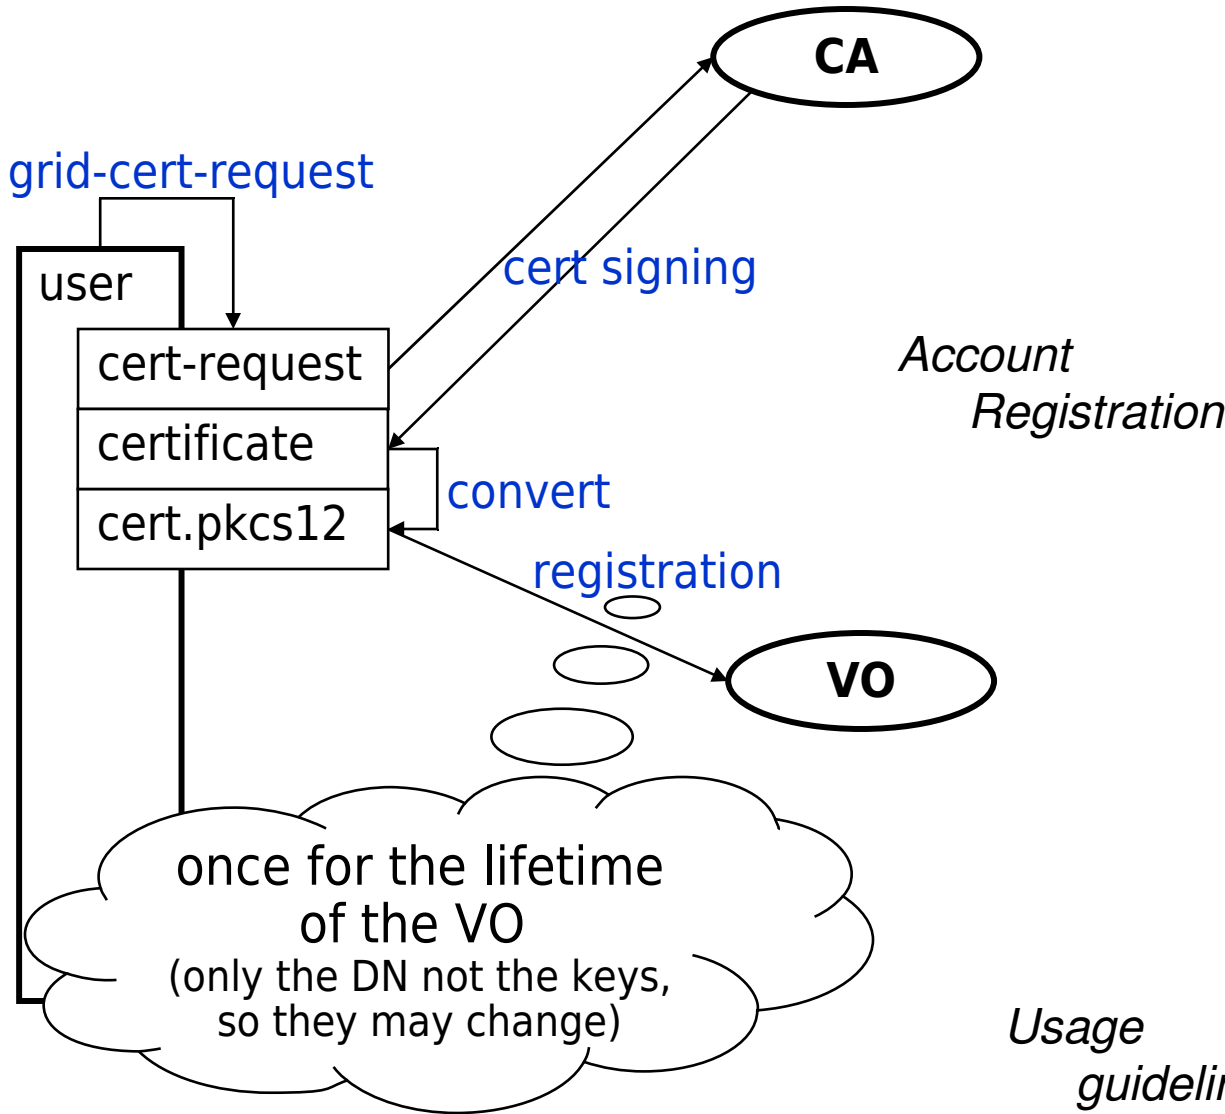 CA
grid-cert-request
user
cert signing
cert-request
Account
Registration
certificate
convert
cert.pkcs12
registration
VO
once for the lifetime
of the VO
(only the DN not the keys,
so they may change)
Usage